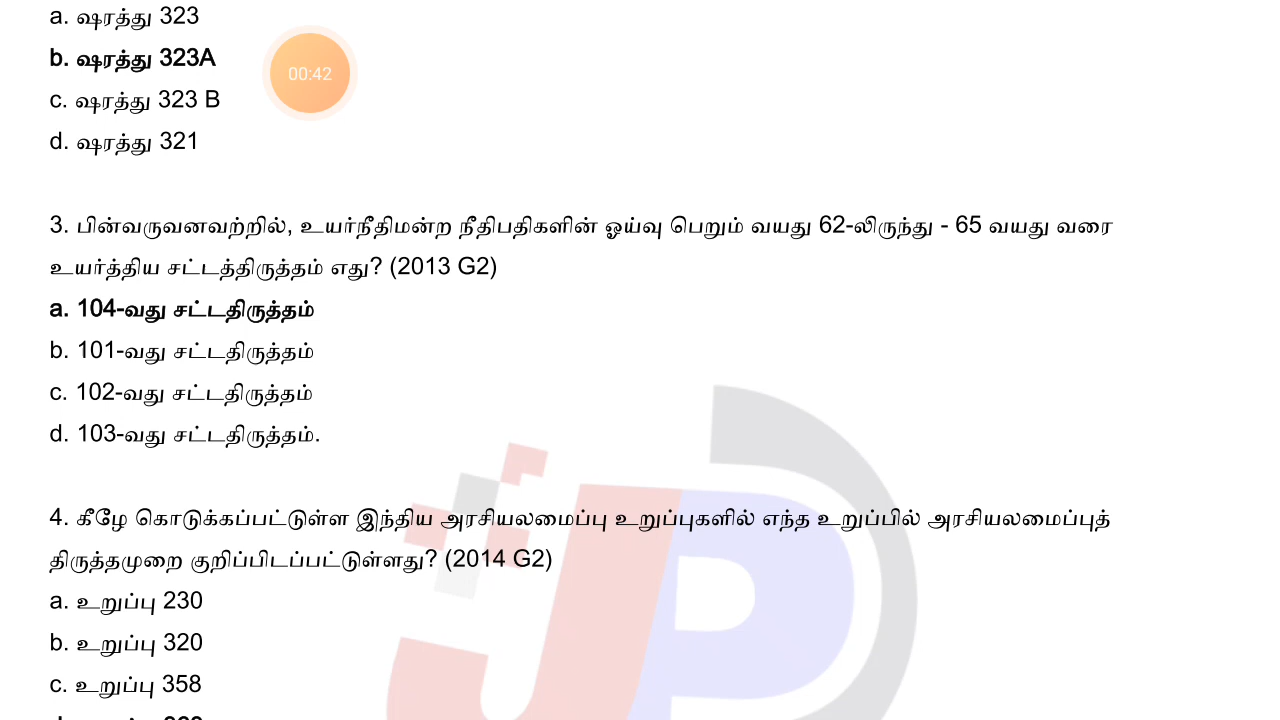 a. ஷரத்து 323
b. ஷரத்து 323A
00:42
c. ஷரத்து 323 B
d. ஷரத்து 321
3. பின்வருவனவற்றில், உயர்நீதிமன்ற நீதிபதிகளின் ஓய்வு பெறும் வயது 62-லிருந்து - 65 வயது வரை
உயர்த்திய சட்டத்திருத்தம் எது? (2013 G2)
a. 104-வது சட்டதிருத்தம்
b. 101-வது சட்டதிருத்தம்
c. 102-வது சட்டதிருத்தம்
d. 103-வது சட்டதிருத்தம்.
4. கீழே கொடுக்கப்பட்டுள்ள இந்திய அரசியலமைப்பு உறுப்புகளில் எந்த உறுப்பில் அரசியலமைப்புத்
திருத்தமுறை குறிப்பிடப்பட்டுள்ளது? (2014 G2)
a. உறுப்பு 230
b. உறுப்பு 320
c. உறுப்பு 358
JP